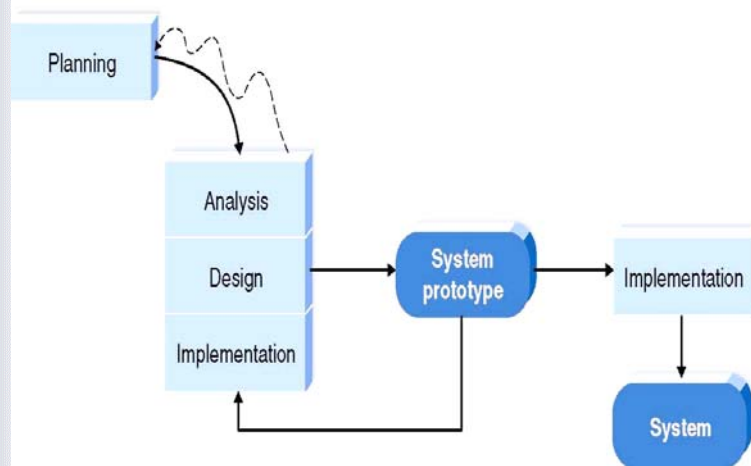 Planning
Analysis
Design
Implementation
System
prototype
Implementation
System